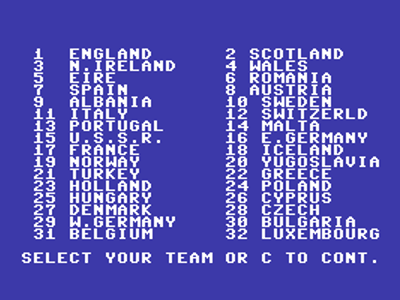 1 ENGLAND 2 SCOTLAND
3 N.IRELAND 4 WALES
5 EIRE 6 ROMANIA
7 SPAIN 8 AUSTRIA
9 ALBANIA 10 SWEDEN
11 ITALY 12 SWITZERLD
13 PORTUGAL 14 MALTA
15 U.S.S.R. 16 E.GERMANY
17 FRANCE 18 ICELAND
19 NORWAY 20 YUGOSLAVIA
21 TURKEY 22 GREECE
23 HOLLAND 24 POLAND
25 HUNGARY 26 CYPRUS
27 DENMARK 28 CZECH
29 W.GERMANY 30 BULGARIA
31 BELGIUM 32 LUXEMBOURG
SELECT YOUR TEAM OR C TO CONT.